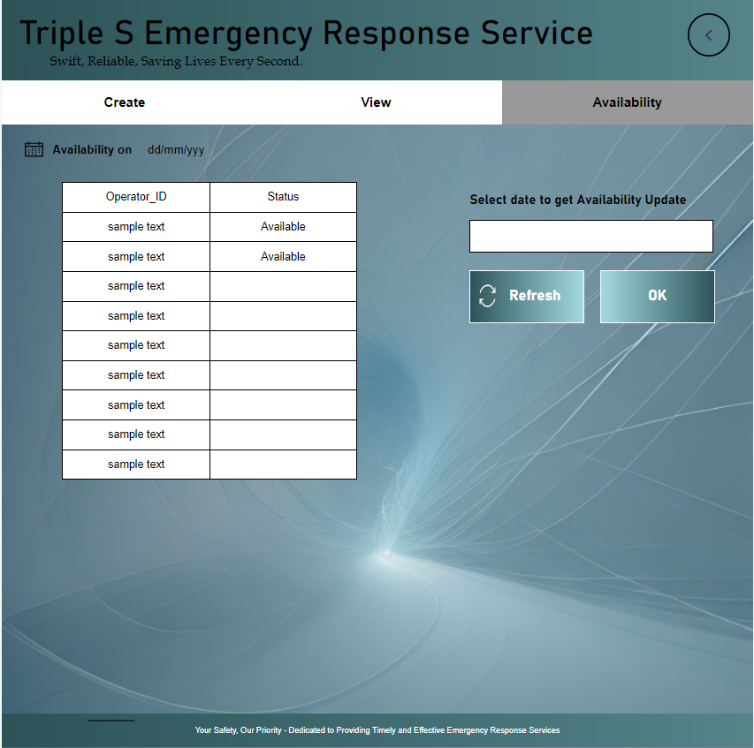 Triple S Emergency Response Service
Swift, Reliable, Saving Lives Every Second.
Create View Availability
Availability on dd/mm/yyy
Operator_ID Status
sample text Available
sample text Available
sample text
sample text
sample text
sample text
sample text
sample text
sample text
Select date to get Availability Update
Refresh OK
Your Safety, Our Priority - Dedicated to Providing Timely and Effective Emergency Response Services